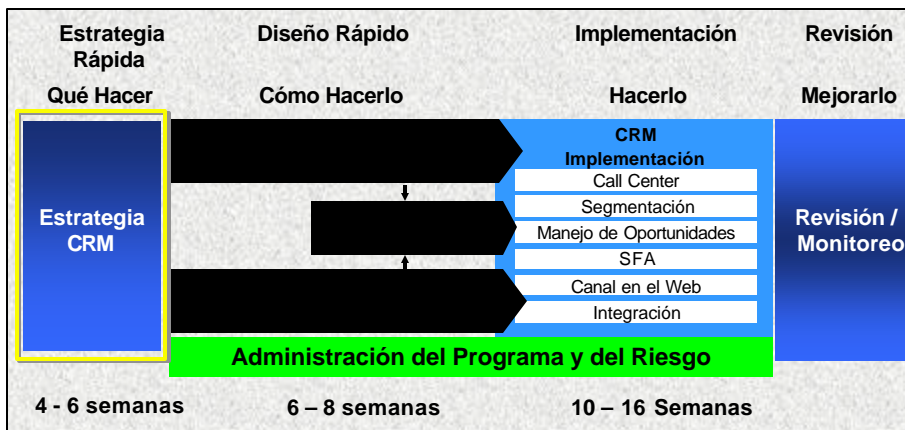 Estrategia
Rápida
Diseño Rápido
Implementación
Revisión
Qué Hacer
Cómo Hacerlo
Hacerlo
Mejorarlo
Estrategia
CRM
CRM
Implementación
Call Center
Segmentación
Manejo de Oportunidades
SFA
Canal en el Web
Integración
Revisión /
Monitoreo
Administración del Programa y del Riesgo
4 - 6 semanas
6 – 8 semanas
10 – 16 Semanas